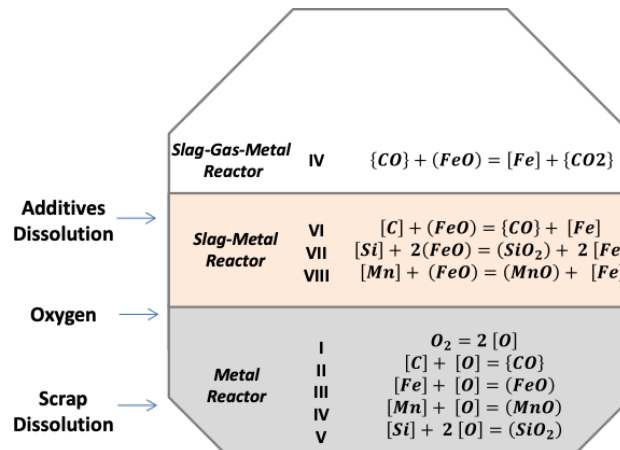 Slag-Gas-Metal
Reactor
IV
{CO} + (FeO) = [Fe] + {CO2}
Additives
Dissolution
Slag-Metal
Reactor
VI
[C] + (FeO) = {CO} + [Fe]
VII
[Si] + 2(FeO) = (SiO₂) + 2 [Fe
VIII
[Mn] + (FeO) = (MnO) + [Fe]
Oxygen
Metal
Reactor
I
O₂ = 2 [O]
II
[C] + [O] = {CO}
III
[Fe] + [O] = (FeO)
IV
[Mn] + [O] = (MnO)
V
[Si] + 2 [O] = (SiO₂)
Scrap
Dissolution